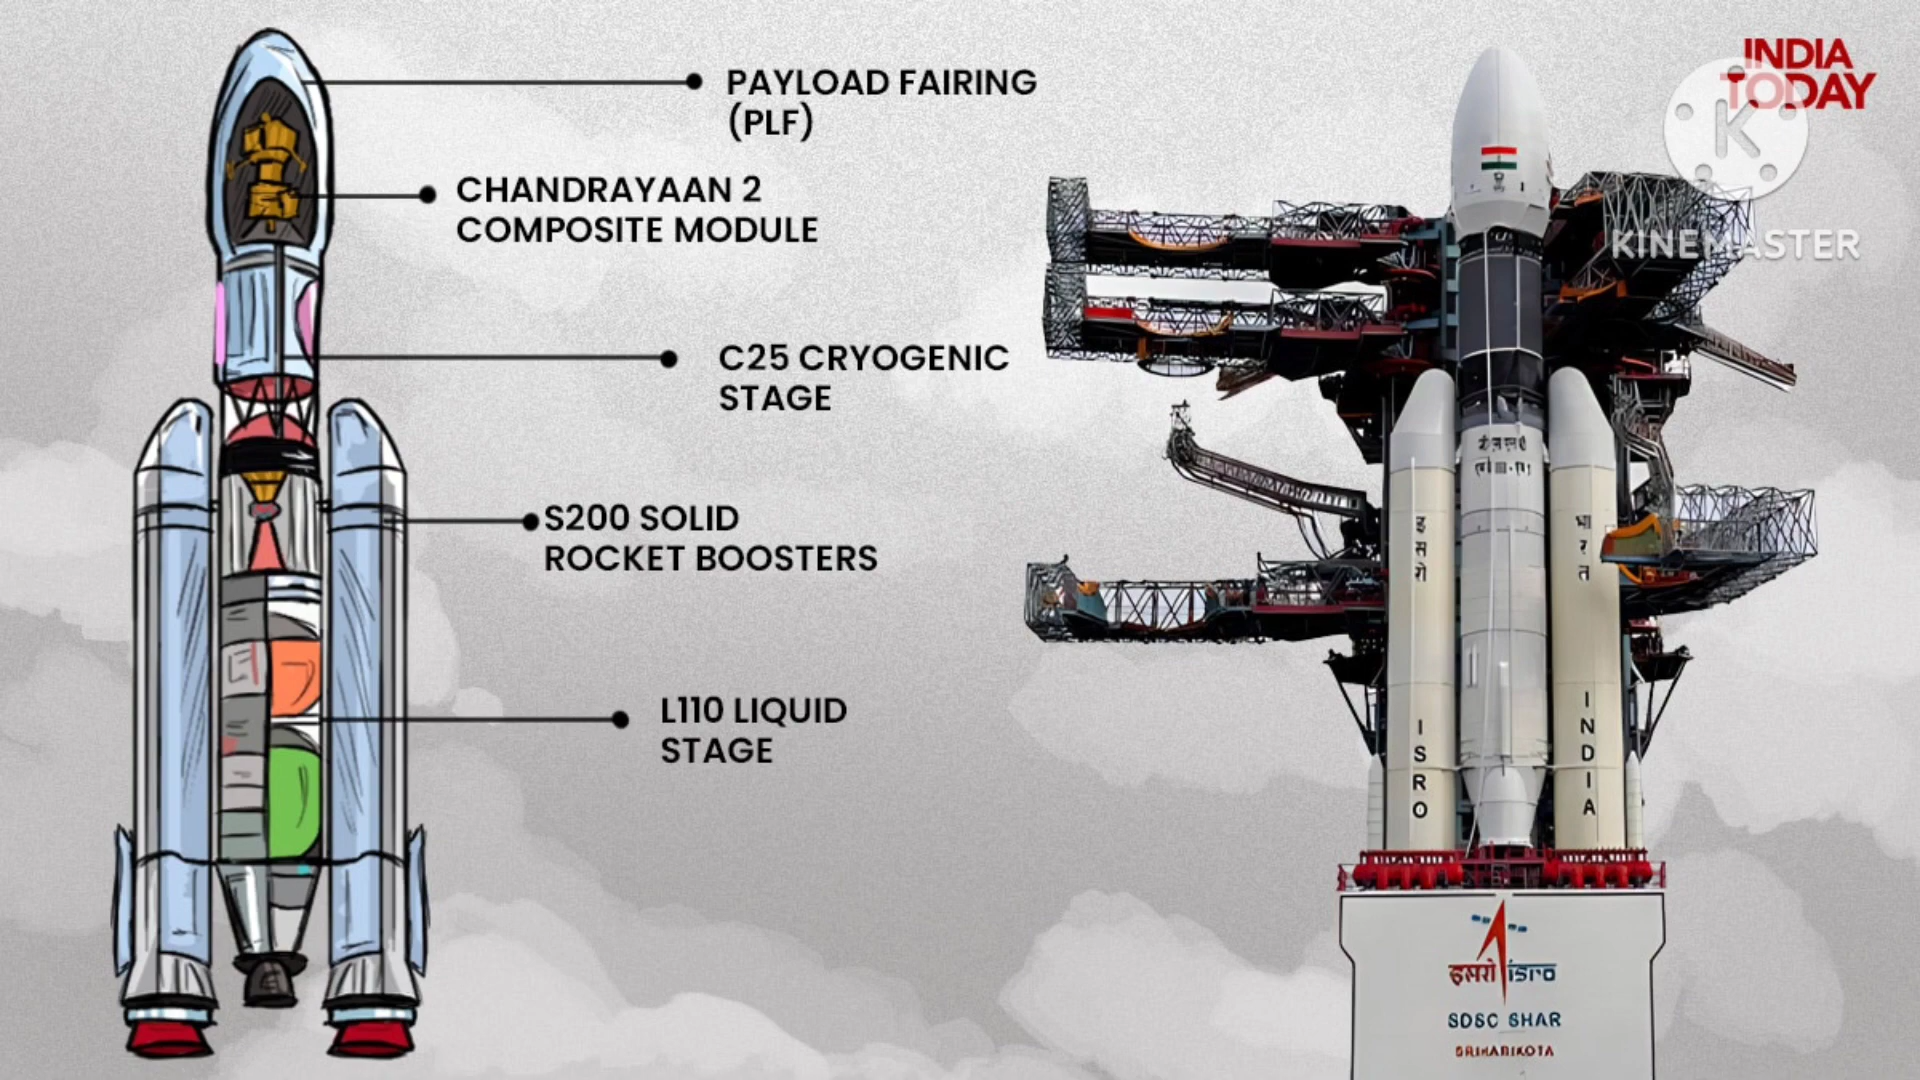 PAYLOAD FAIRING
(PLF)
CHANDRAYAAN 2
COMPOSITE MODULE
C25 CRYOGENIC
STAGE
S200 SOLID
ROCKET BOOSTERS
L110 LIQUID
STAGE
INDIA
TODAY
K
KINEMASTER
इसरो
भारत
ISRO
INDIA
इसरो isro
SDSC SHAR
SRIHARIKOTA